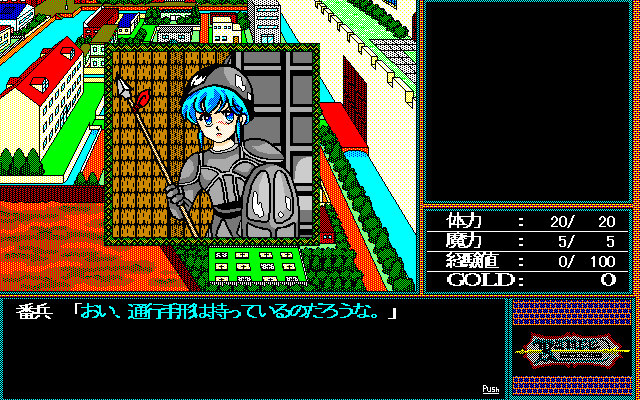 体力 : 20/ 20
魔力 : 5/ 5
経験値 : 0/ 100
GOLD: 0
番兵 「おい、通行手形は持っているのだろうな。」
Push